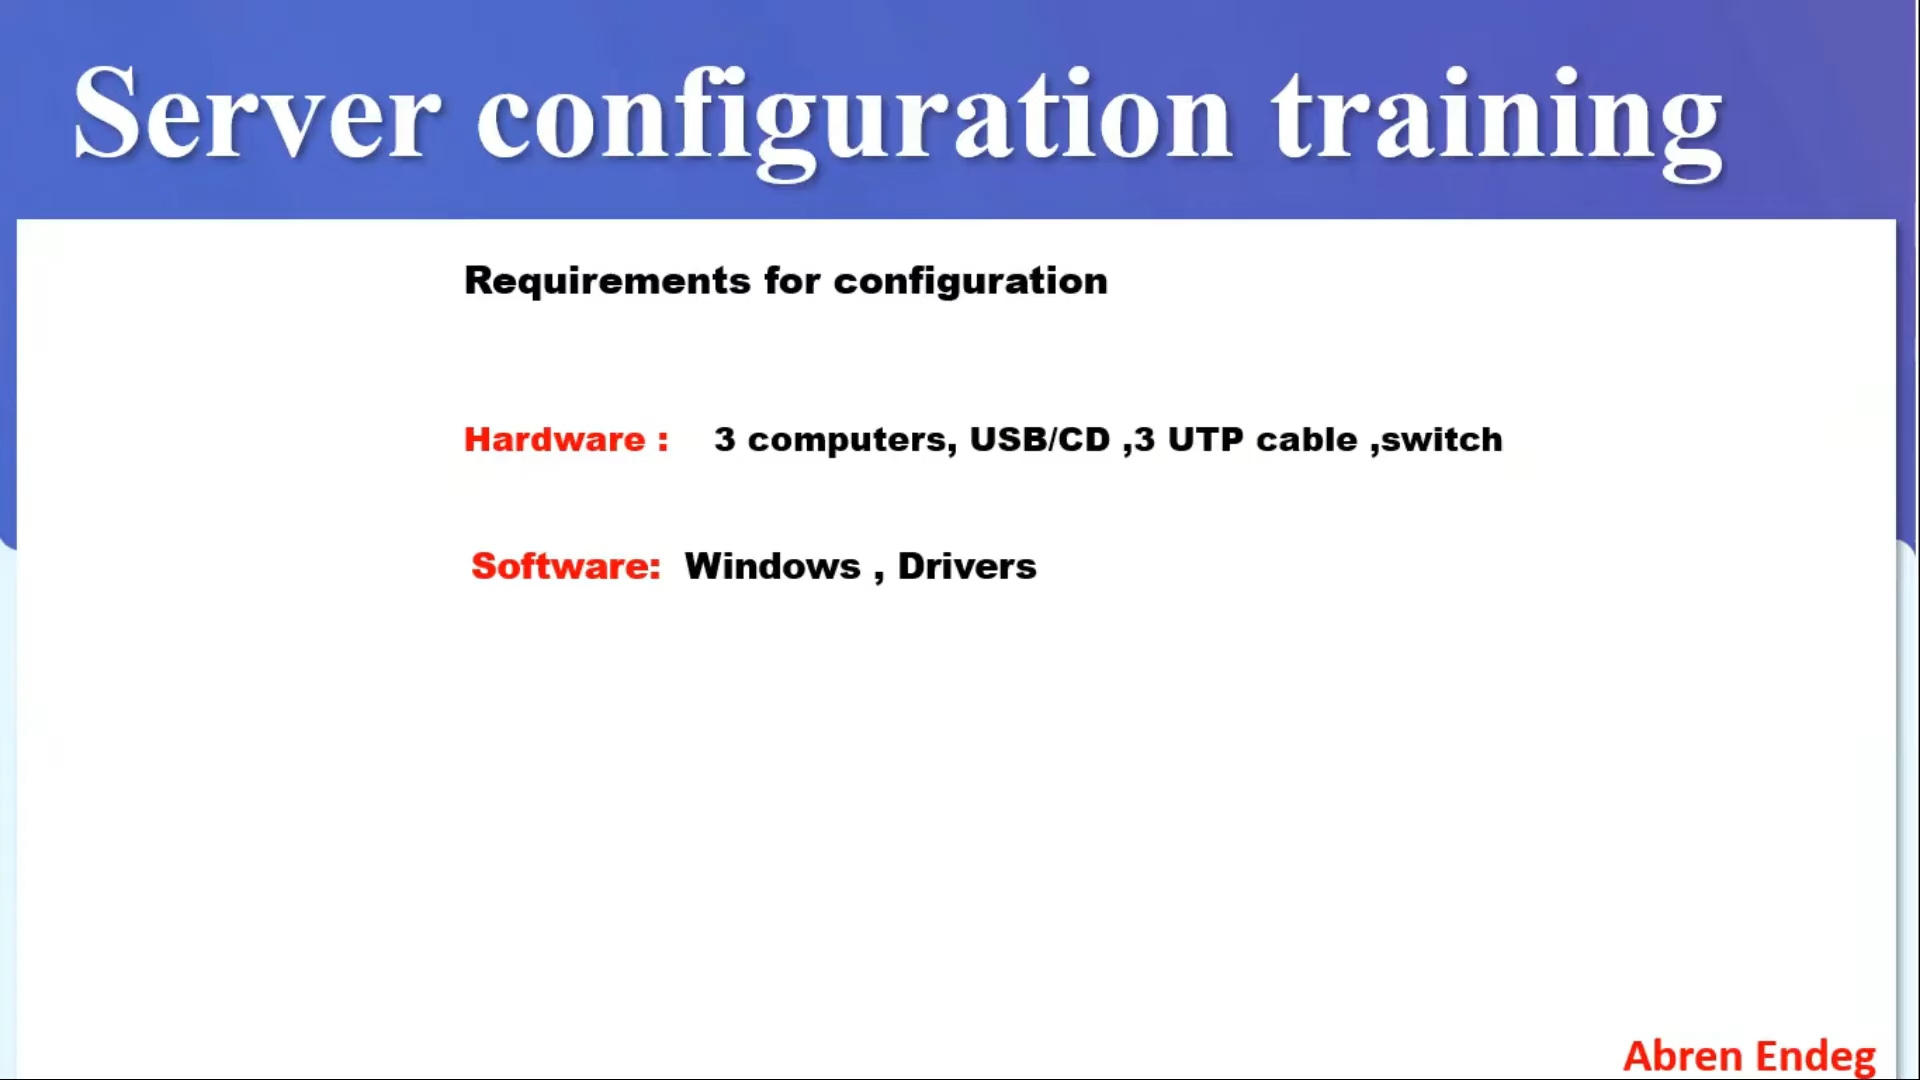 Server configuration training
Requirements for configuration
Hardware : 3 computers, USB/CD ,3 UTP cable ,switch
Software: Windows , Drivers
Abren Endeg